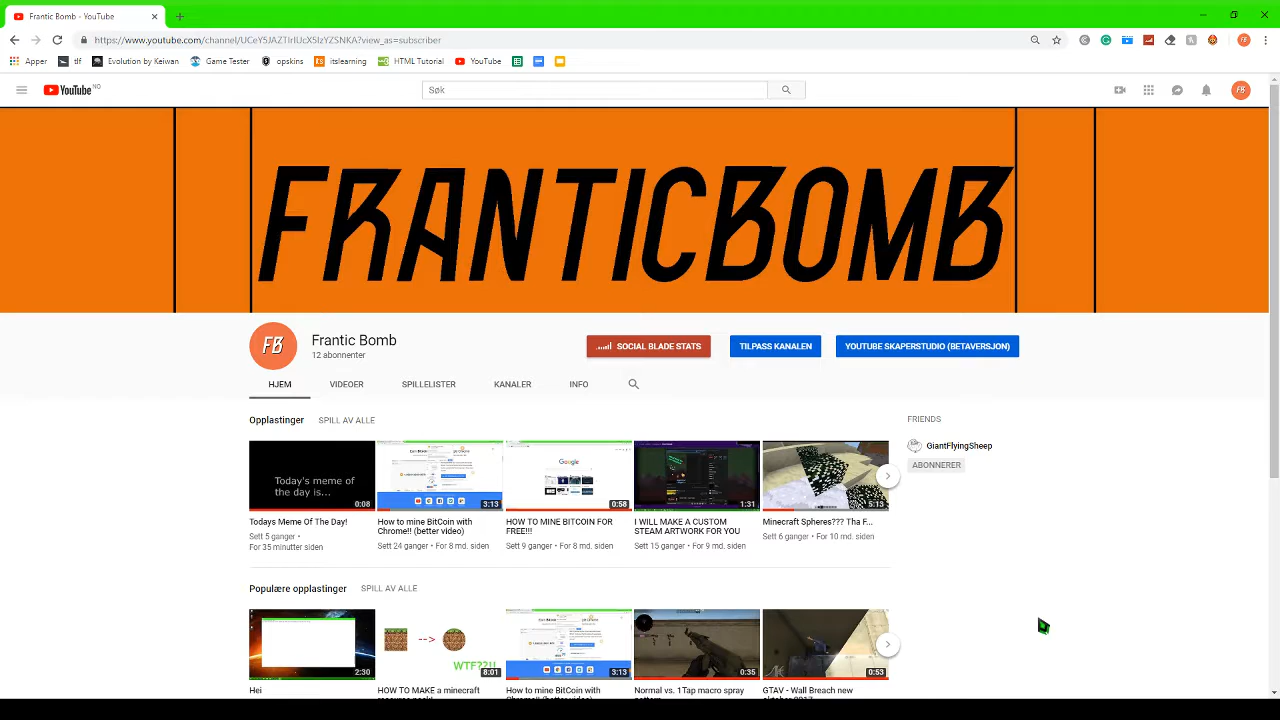 Frantic Bomb - YouTube
https://www.youtube.com/channel/UCeY5JAZTIrIUcX5IzYZSNKA?view_as=subscriber
Apper tlf Evolution by Keiwan Game Tester opskins itslearning HTML Tutorial YouTube
YouTube NO Søk FB
FRANTICBOMB
FB Frantic Bomb
12 abonnenter
SOCIAL BLADE STATS TILPASS KANALEN YOUTUBE SKAPERSTUDIO (BETAVERSJON)
HJEM VIDEOER SPILLELISTER KANALER INFO
Opplastinger SPILL AV ALLE
FRIENDS
GiantFlyingSheep
ABONNERER
Today's meme of
the day is...
Google
0:08 3:13 0:58 1:31 5:13
Todays Meme Of The Day!
Sett 5 ganger •
For 35 minutter siden
How to mine BitCoin with
Chrome!! (better video)
Sett 24 ganger • For 8 md. siden
HOW TO MINE BITCOIN FOR
FREE!!!
Sett 9 ganger • For 8 md. siden
I WILL MAKE A CUSTOM
STEAM ARTWORK FOR YOU
Sett 15 ganger • For 9 md. siden
Minecraft Spheres??? Tha F...
Sett 6 ganger • For 10 md. siden
Populære opplastinger SPILL AV ALLE
WTF??!!
2:30 8:01 3:13 0:35 0:53
Hei
HOW TO MAKE a minecraft
How to mine BitCoin with
Normal vs. 1Tap macro spray
GTAV - Wall Breach new